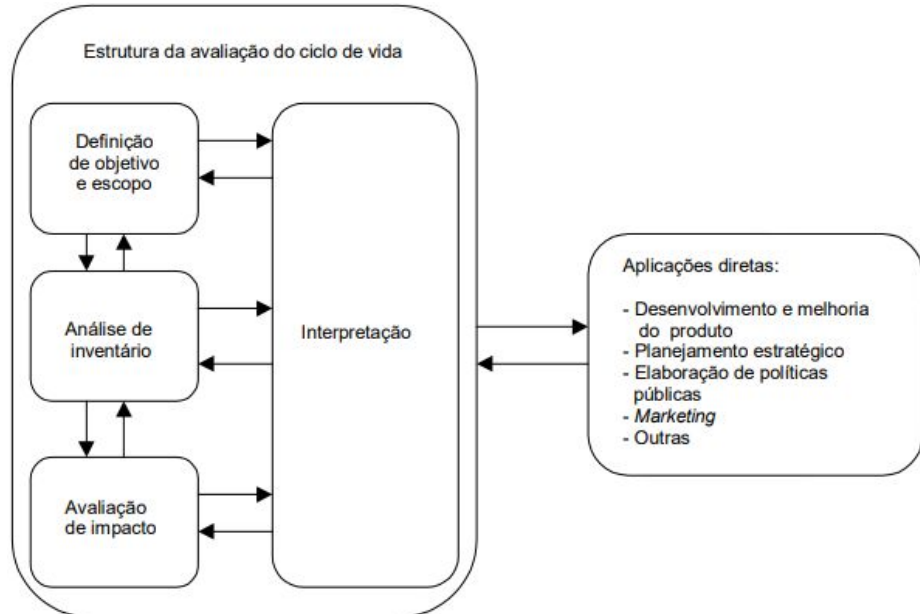 Estrutura da avaliação do ciclo de vida
Definição
de objetivo
e escopo
Análise de
inventário
Avaliação
de impacto
Interpretação
Aplicações diretas:
- Desenvolvimento e melhoria
do produto
- Planejamento estratégico
- Elaboração de políticas
públicas
- Marketing
- Outras